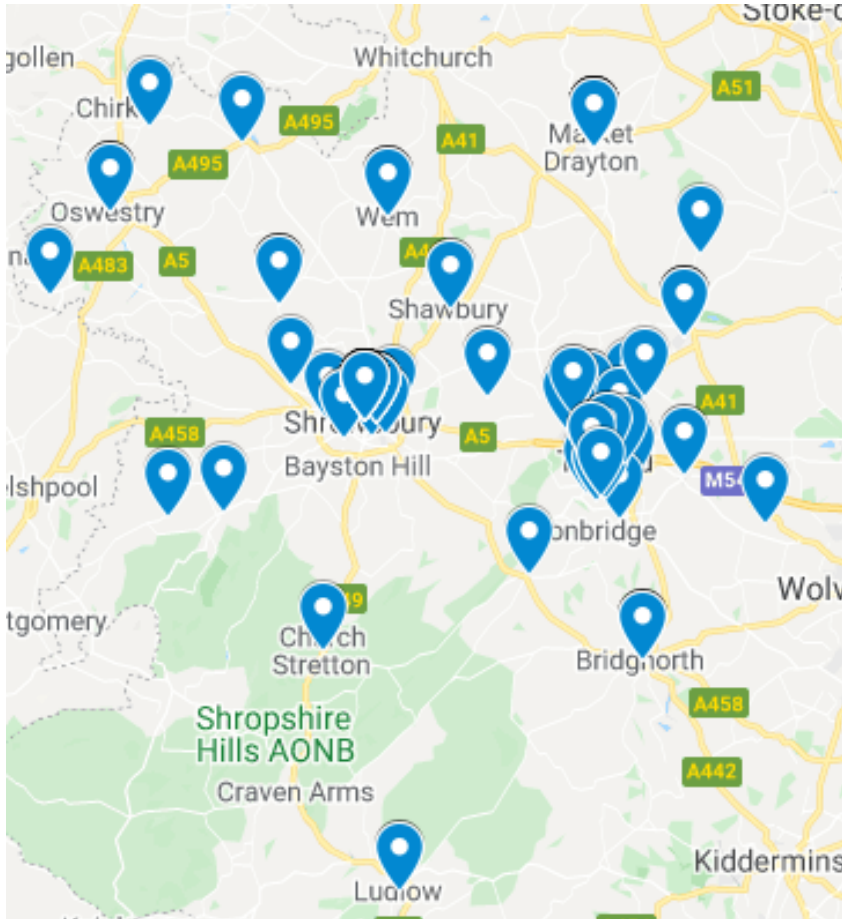 Stoke-o
gollen
Whitchurch
A51
Chirk
A495
A41
Market
Drayton
A495
Oswestry
Wem
A483
A5
Shawbury
A41
A458
Shrewsbury
A5
Bayston Hill
elshpool
M54
onbridge
Wolv
tgomery
Church
Stretton
Bridgnorth
Shropshire
Hills AONB
A458
A442
Craven Arms
Kiddermins
Ludlow